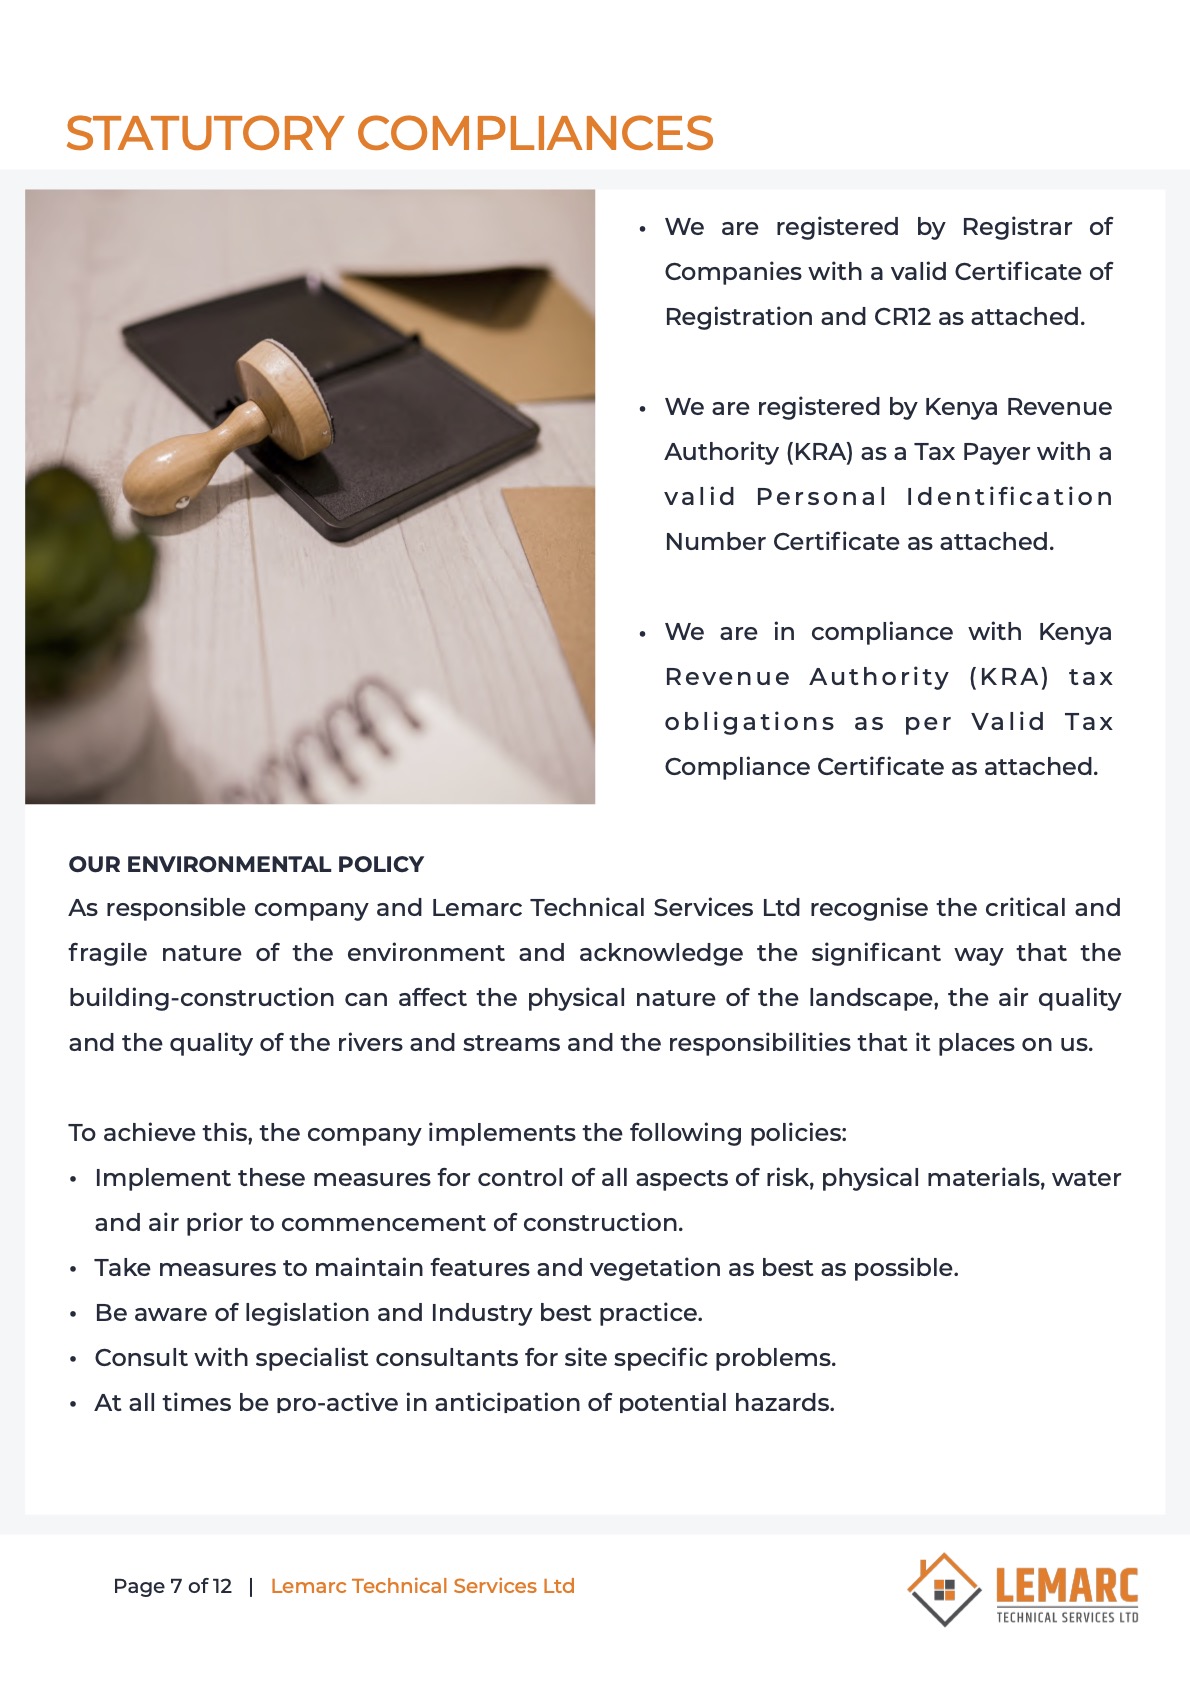 STATUTORY COMPLIANCES
• We are registered by Registrar of
Companies with a valid Certificate of
Registration and CR12 as attached.
• We are registered by Kenya Revenue
Authority (KRA) as a Tax Payer with a
valid Personal Identification
Number Certificate as attached.
• We are in compliance with Kenya
Revenue Authority (KRA) tax
obligations as per Valid Tax
Compliance Certificate as attached.
OUR ENVIRONMENTAL POLICY
As responsible company and Lemarc Technical Services Ltd recognise the critical and
fragile nature of the environment and acknowledge the significant way that the
building-construction can affect the physical nature of the landscape, the air quality
and the quality of the rivers and streams and the responsibilities that it places on us.
To achieve this, the company implements the following policies:
• Implement these measures for control of all aspects of risk, physical materials, water
and air prior to commencement of construction.
• Take measures to maintain features and vegetation as best as possible.
• Be aware of legislation and Industry best practice.
• Consult with specialist consultants for site specific problems.
• At all times be pro-active in anticipation of potential hazards.
Page 7 of 12 | Lemarc Technical Services Ltd
LEMARC
TECHNICAL SERVICES LTD